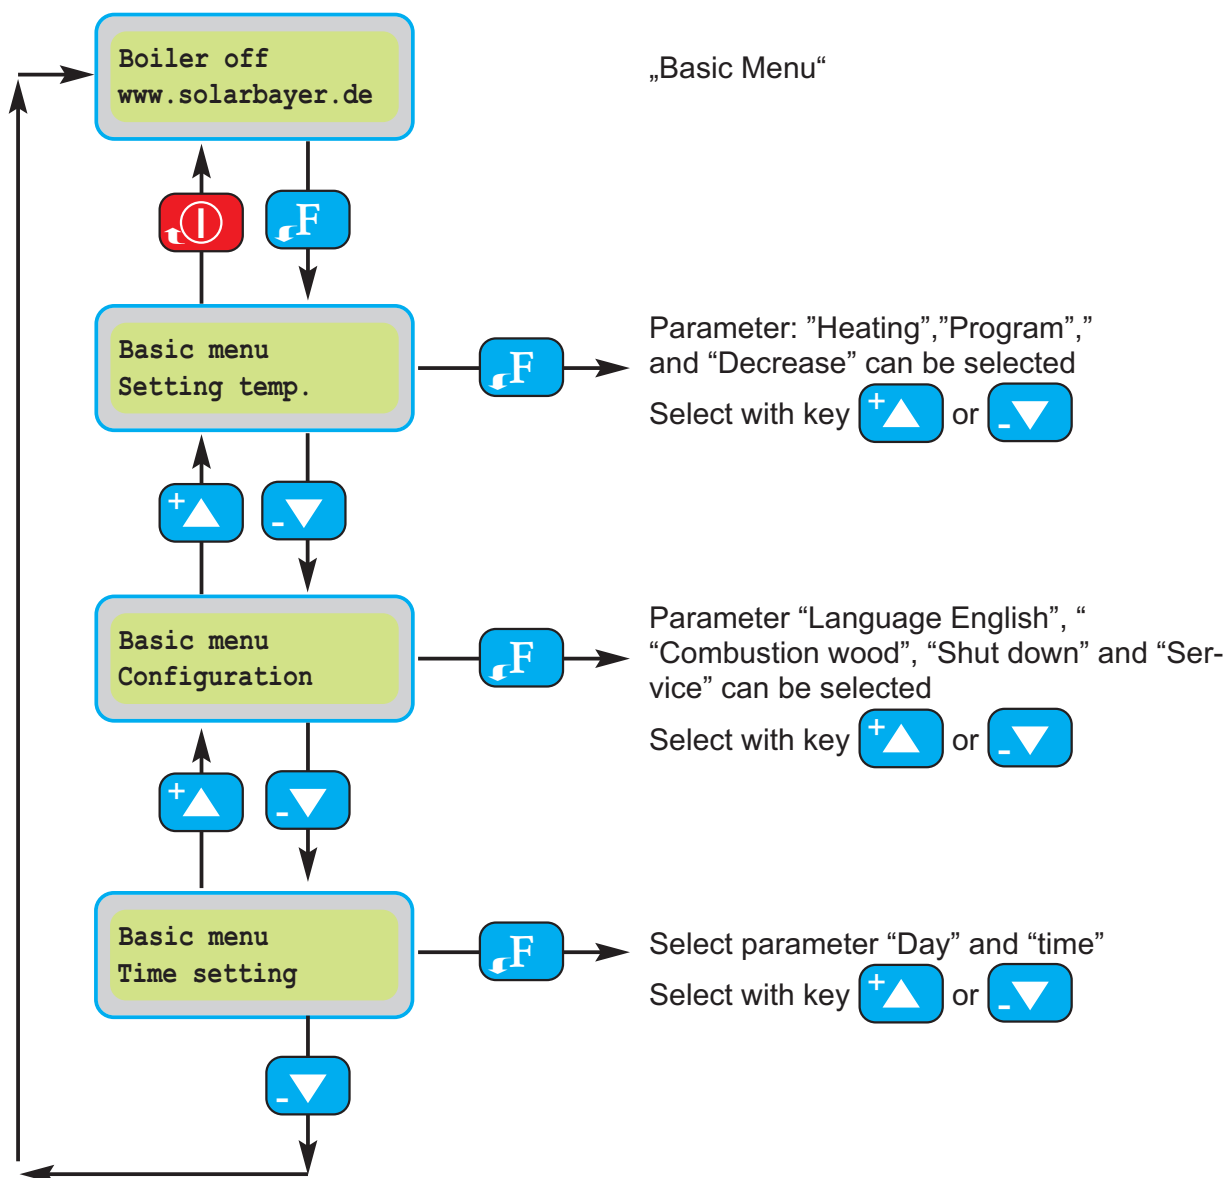 Boiler off
www.solarbayer.de
„Basic Menu“
F
Basic menu
Setting temp.
F
Parameter: ”Heating”,”Program”,”
and “Decrease” can be selected
Select with key + or -
+ -
Basic menu
Configuration
F
Parameter “Language English”, “
“Combustion wood”, “Shut down” and “Ser-
vice” can be selected
Select with key + or -
+ -
Basic menu
Time setting
F
Select parameter “Day” and “time”
Select with key + or -
-